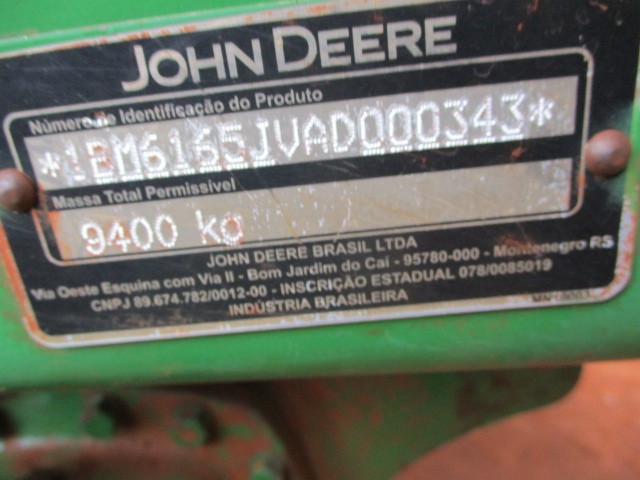 JOHN DEERE
Número de Identificação do Produto
*1BM6165JVAD000343*
Massa Total Permissivel
9400 kg
JOHN DEERE BRASIL LTDA
Via Oeste Esquina com Via II - Bom Jardim do Caí - 95780-000 - Montenegro RS
CNPJ 89.674.782/0012-00 - INSCRIÇÃO ESTADUAL 078/0085019
INDÚSTRIA BRASILEIRA